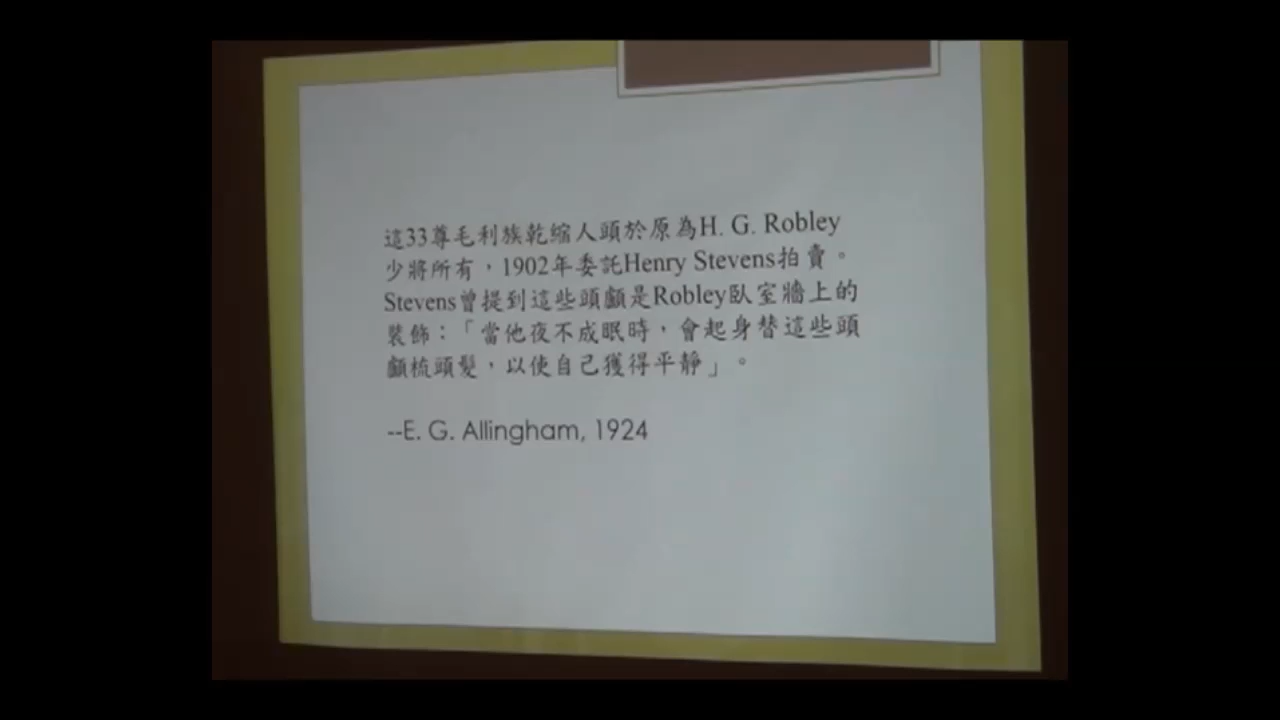 這33尊毛利族乾縮人頭於原為H. G. Robley
少將所有，1902年委託Henry Stevens拍賣。
Stevens曾提到這些頭顱是Robley臥室牆上的
裝飾：「當他夜不成眠時，會起身替這些頭
顱梳頭髮，以使自己獲得平靜」。
--E. G. Allingham, 1924